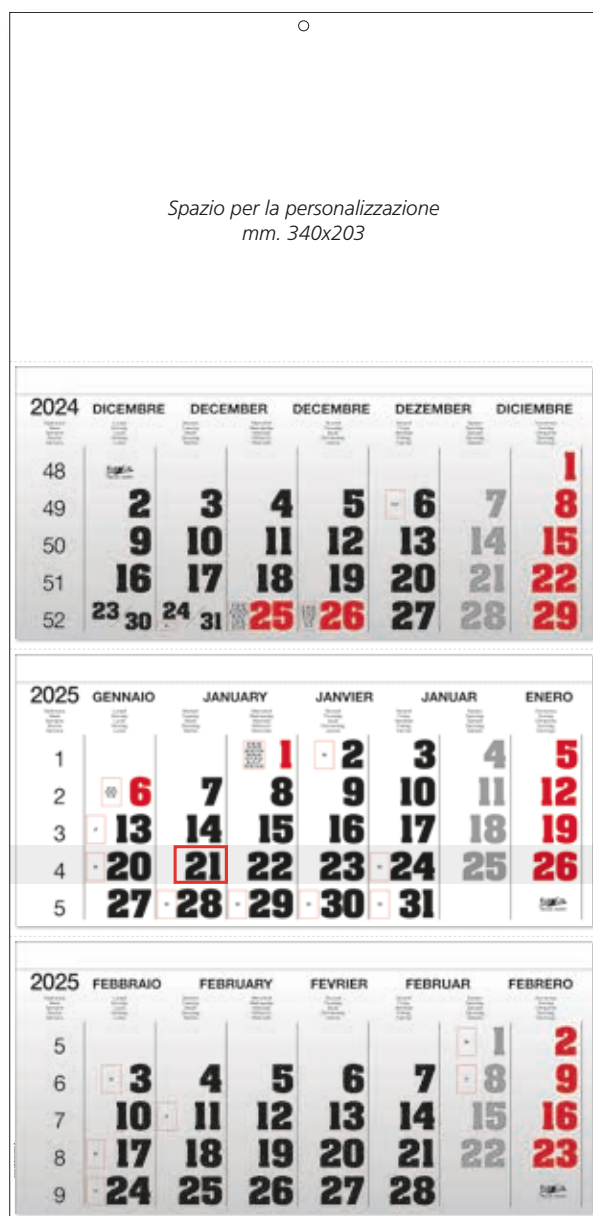 Spazio per la personalizzazione
mm. 340x203
2024 DICEMBRE DECEMBER DECEMBRE DEZEMBER DICIEMBRE
48 1
49 2 3 4 5 6 7 8
50 9 10 11 12 13 14 15
51 16 17 18 19 20 21 22
52 23 30 24 31 25 26 27 28 29
2025 GENNAIO JANUARY JANVIER JANUAR ENERO
1 1 2 3 4 5
2 6 7 8 9 10 11 12
3 13 14 15 16 17 18 19
4 20 21 22 23 24 25 26
5 27 28 29 30 31
2025 FEBBRAIO FEBRUARY FEVRIER FEBRUAR FEBRERO
5 1 2
6 3 4 5 6 7 8 9
7 10 11 12 13 14 15 16
8 17 18 19 20 21 22 23
9 24 25 26 27 28